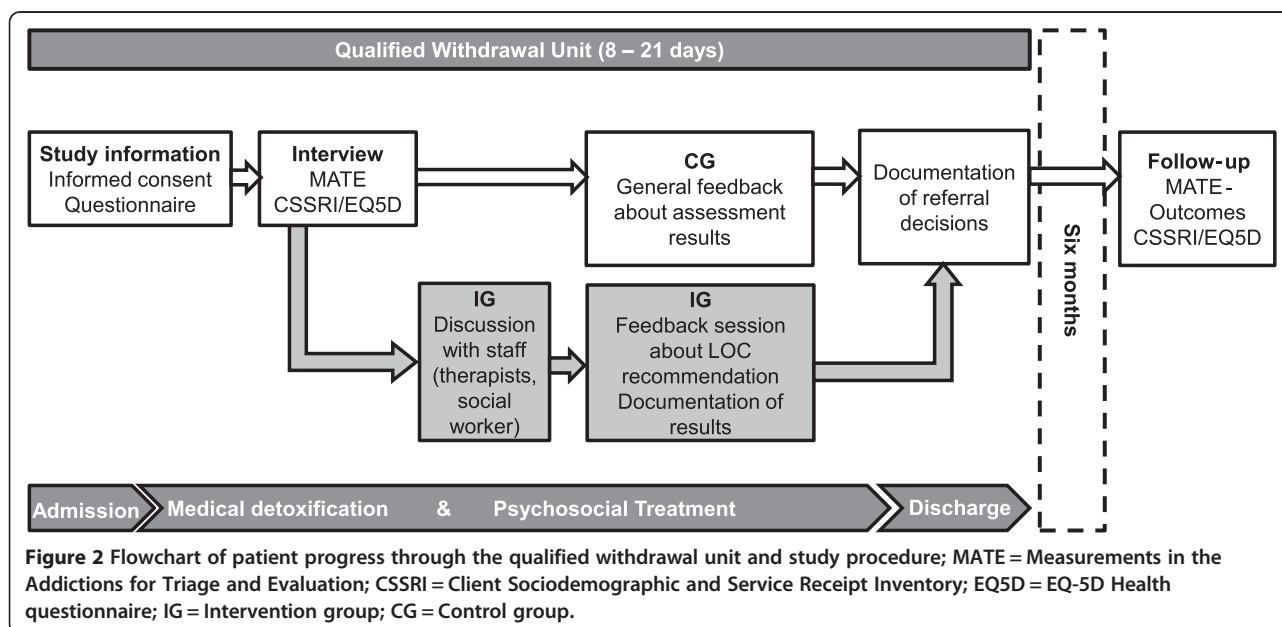 Qualified Withdrawal Unit (8 – 21 days)
Study information
Informed consent
Questionnaire
Interview
MATE
CSSRI/EQ5D
CG
General feedback
about assessment
results
Documentation
of referral
decisions
Six months
Follow-up
MATE -
Outcomes
CSSRI/EQ5D
IG
Discussion
with staff
(therapists,
social
worker)
IG
Feedback session
about LOC
recommendation
Documentation of
results
Admission
Medical detoxification & Psychosocial Treatment
Discharge
Figure 2 Flowchart of patient progress through the qualified withdrawal unit and study procedure; MATE = Measurements in the
Addictions for Triage and Evaluation; CSSRI = Client Sociodemographic and Service Receipt Inventory; EQ5D = EQ-5D Health
questionnaire; IG = Intervention group; CG = Control group.